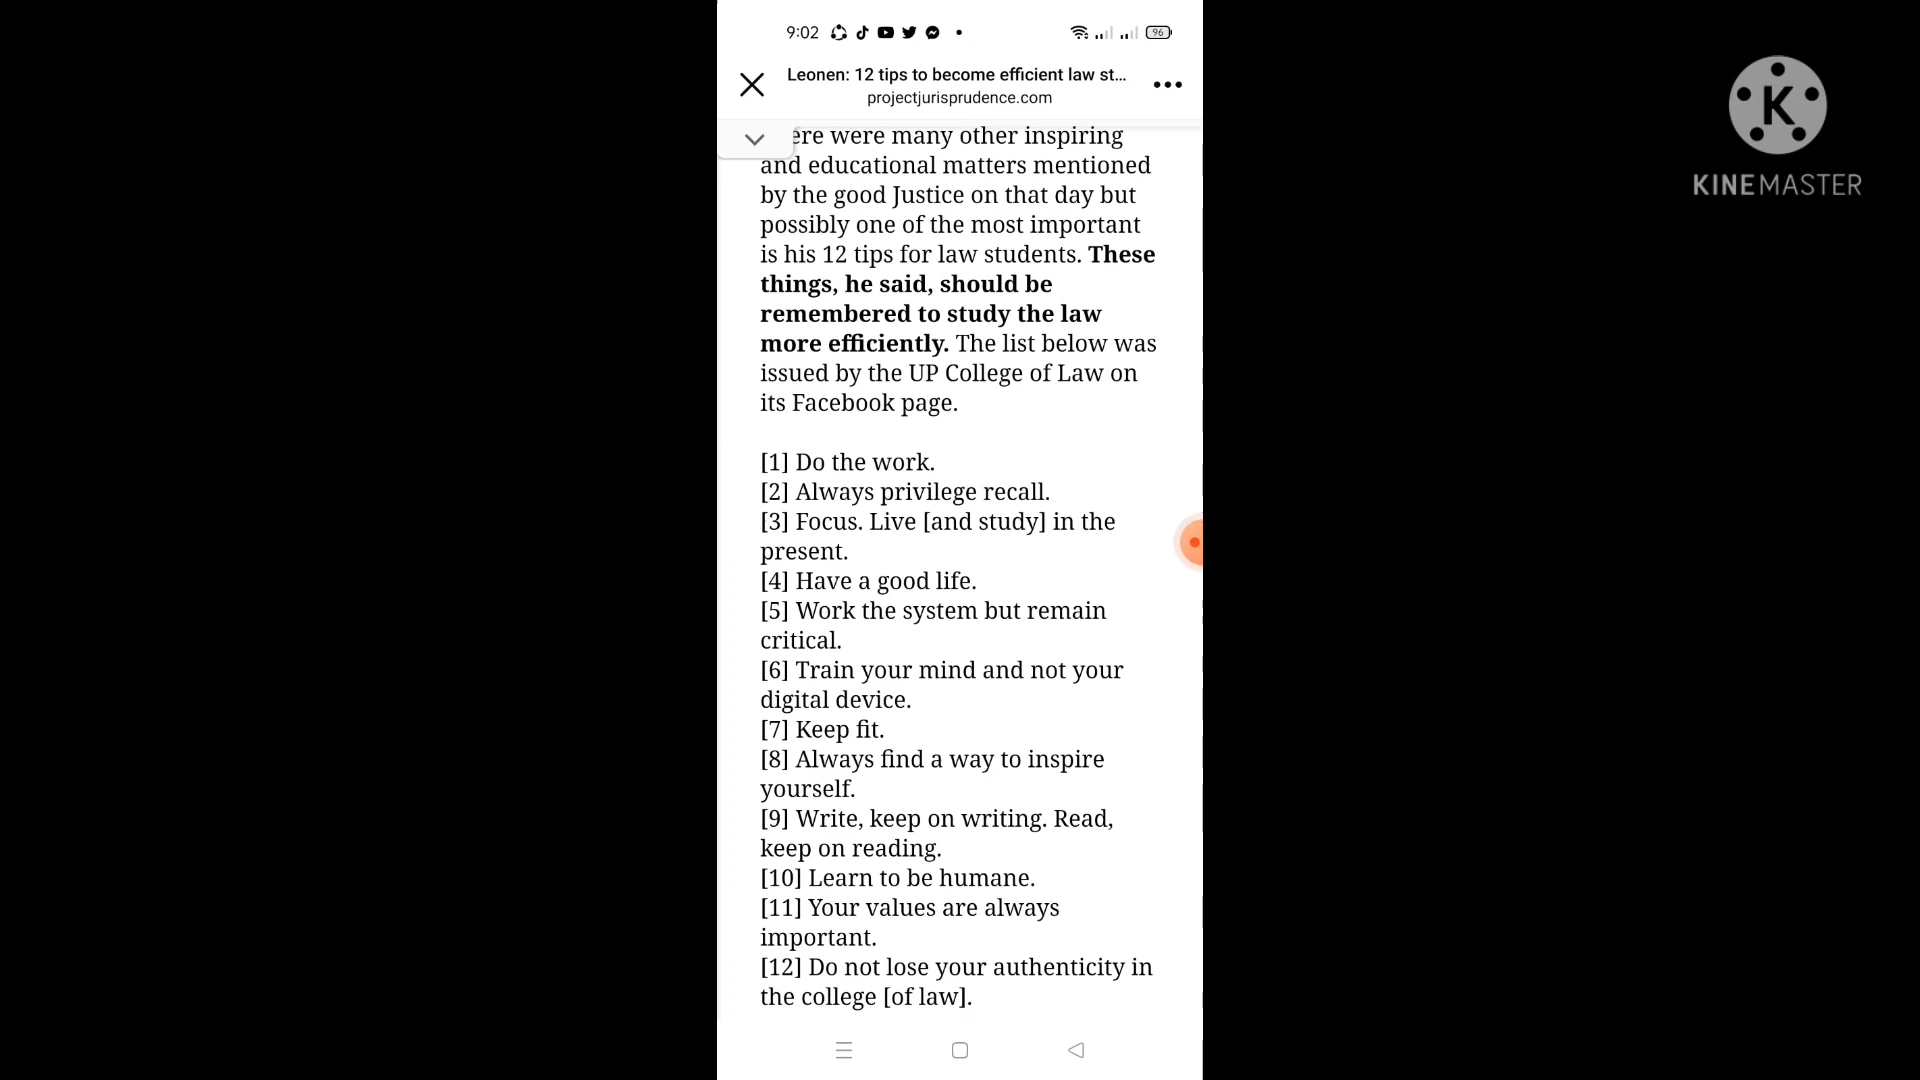 9:02
96
Leonen: 12 tips to become efficient law st...
projectjurisprudence.com
and educational matters mentioned
were many other inspiring
by the good Justice on that day but
possibly one of the most important
is his 12 tips for law students. These
things, he said, should be
remembered to study the law
more efficiently. The list below was
issued by the UP College of Law on
its Facebook page.
[1] Do the work.
[2] Always privilege recall.
[3] Focus. Live [and study] in the
present.
[4] Have a good life.
[5] Work the system but remain
critical.
[6] Train your mind and not your
digital device.
[7] Keep fit.
[8] Always find a way to inspire
yourself.
[9] Write, keep on writing. Read,
keep on reading.
[10] Learn to be humane.
[11] Your values are always
important.
[12] Do not lose your authenticity in
the college [of law].
K
KINEMASTER